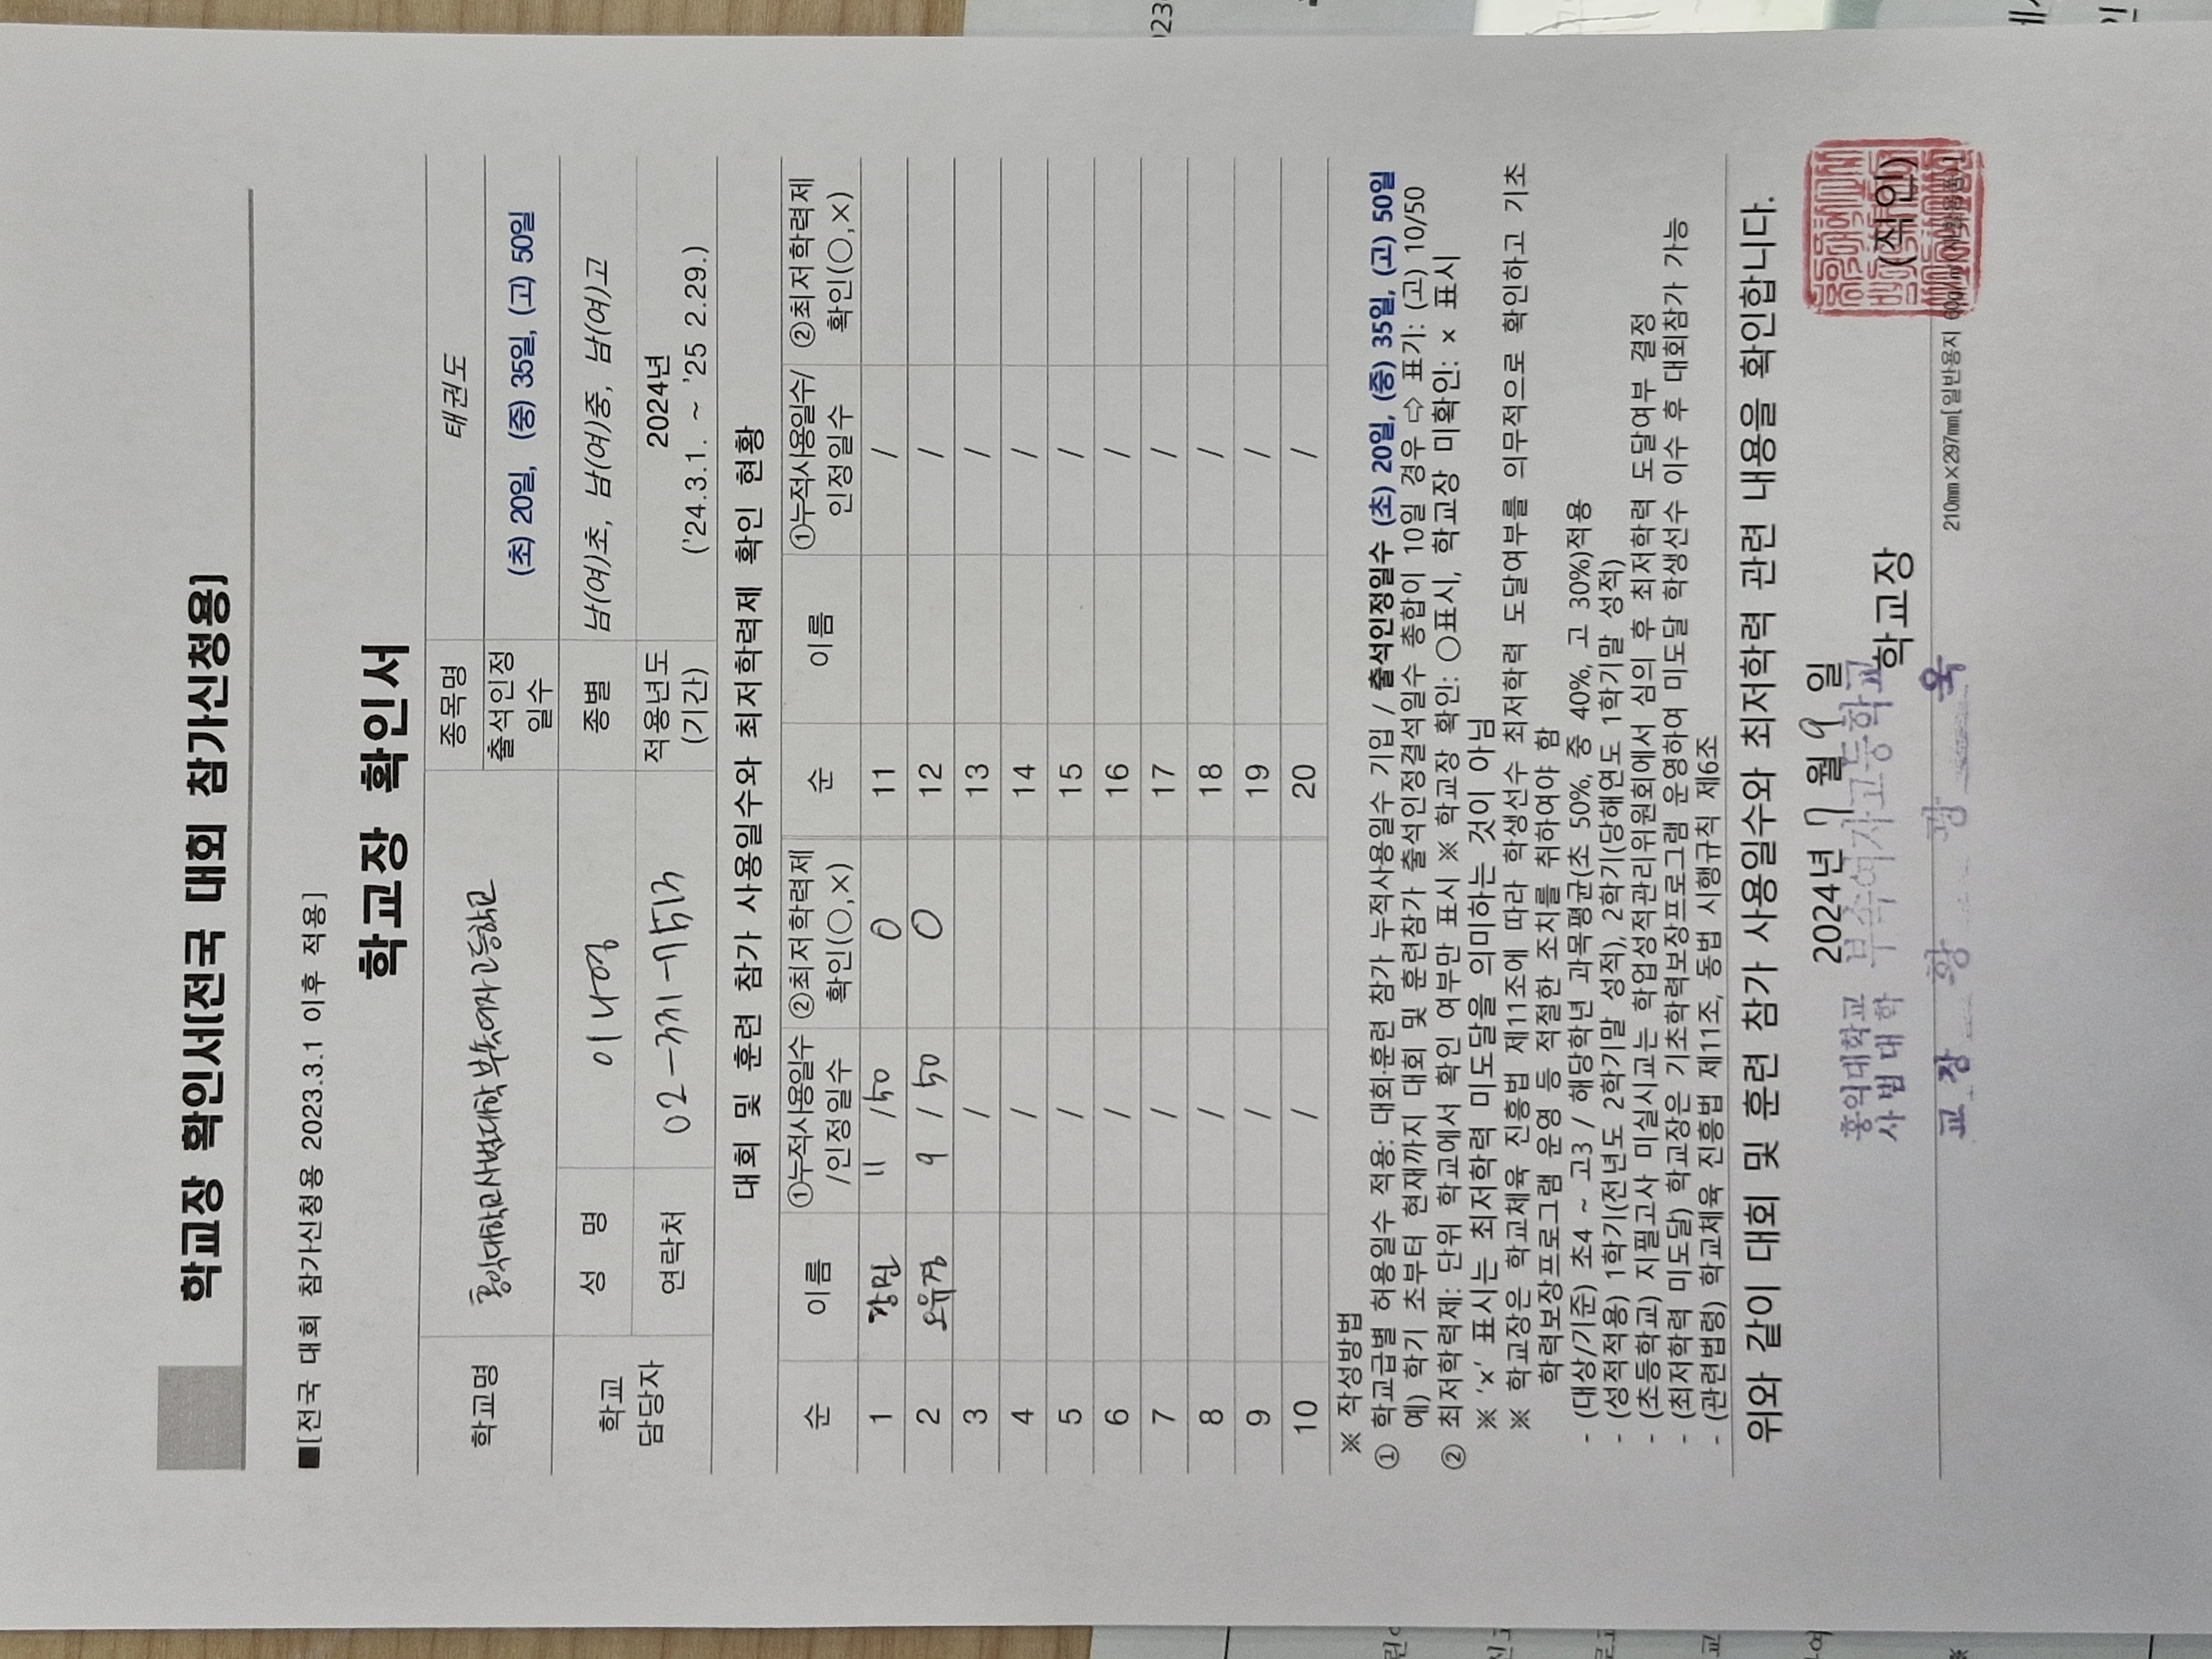 학교장 확인서(전국 대회 참가신청용)
■[전국 대회 참가신청용 2023.3.1 이후 적용]
학교장 확인서
학교명 홍익대학교사범대학부속여자고등학교 종목명 태권도
출석인정일수 (초) 20일, (중) 35일, (고) 50일
학교 담당자 성 명 이나영 종별 남(여)초, 남(여)중, 남(여)고
연락처 적용년도(기간) 2024년 ('24.3.1. ~ '25 2.29.)
대회 및 훈련 참가 사용일수와 최저학력제 확인 현황
순 이름 ①누적사용일수/인정일수 ②최저학력제 확인(○,×) 순 이름 ①누적사용일수/인정일수 ②최저학력제 확인(○,×)
1 강민 11 /50 O 11 /
2 오유경 9 / 50 O 12 /
3 / 13 /
4 / 14 /
5 / 15 /
6 / 16 /
7 / 17 /
8 / 18 /
9 / 19 /
10 / 20 /
※ 작성방법
① 학교급별 허용일수 적용: 대회·훈련 참가 누적사용일수 기입 / 출석인정일수 (초) 20일, (중) 35일, (고) 50일
예) 학기 초부터 현재까지 대회 및 훈련참가 출석인정결석일수 총합이 10일 경우 ⇨ 표기: (고) 10/50
② 최저학력제: 단위 학교에서 확인 여부만 표시 ※ 학교장 확인: ○표시, 학교장 미확인: × 표시
※ '×' 표시는 최저학력 미도달을 의미하는 것이 아님
※ 학교장은 학교체육 진흥법 제11조에 따라 학생선수 최저학력 도달여부를 의무적으로 확인하고 기초
학력보장프로그램 운영 등 적절한 조치를 취하여야 함
- (대상/기준) 초4 ~ 고3 / 해당학년 과목평균(초 50%, 중 40%, 고 30%)적용
- (성적적용) 1학기(전년도 2학기말 성적), 2학기(당해연도 1학기말 성적)
- (초등학교) 지필고사 미실시교는 학업성적관리위원회에서 심의 후 최저학력 도달여부 결정
- (최저학력 미도달) 학교장은 기초학력보장프로그램 운영하여 미도달 학생선수 이수 후 대회참가 가능
- (관련법령) 학교체육 진흥법 제11조, 동법 시행규칙 제6조
위와 같이 대회 및 훈련 참가 사용일수와 최저학력 관련 내용을 확인합니다.
2024년 7월 9일
홍익대학교 사범대학 부속여자고등학교 학교장 (직인)
교장 황
210㎜×297㎜[일반용지